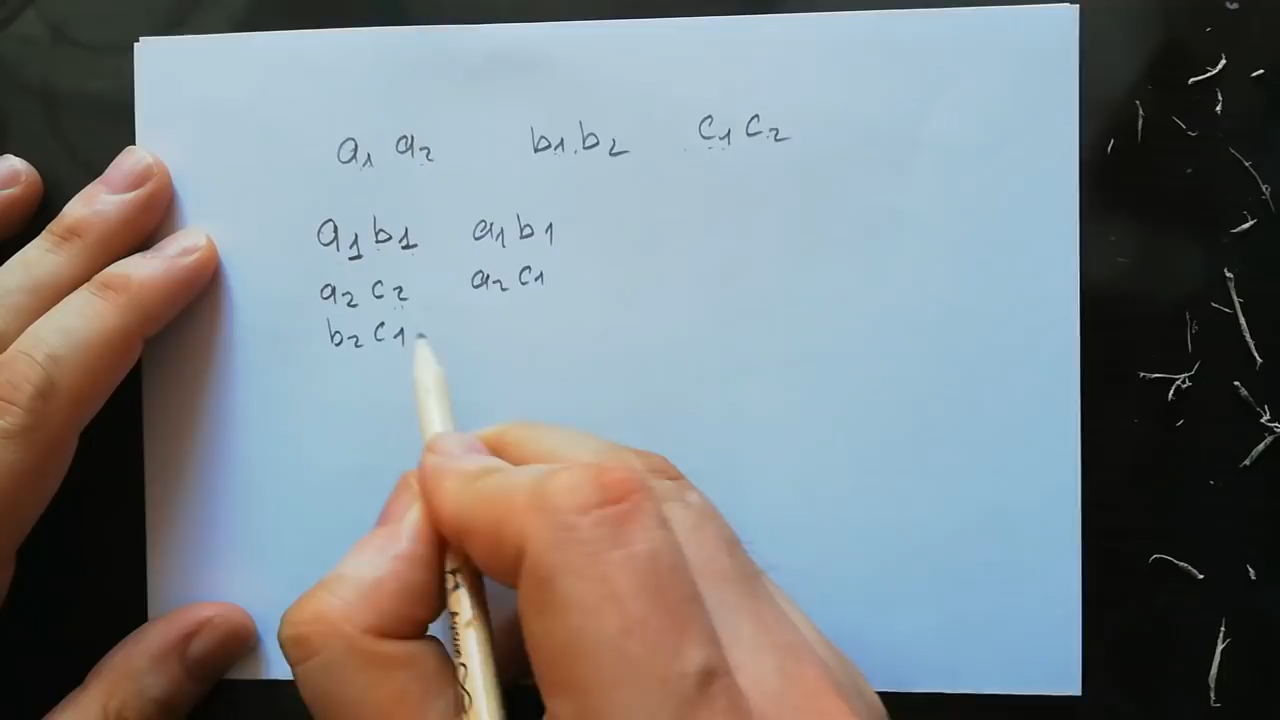 a₁ a₂ b₁. b₂ c₁ c₂
a₁ b₁ a₁ b₁
a₂ c₂ a₂ c₁
b₂ c₁